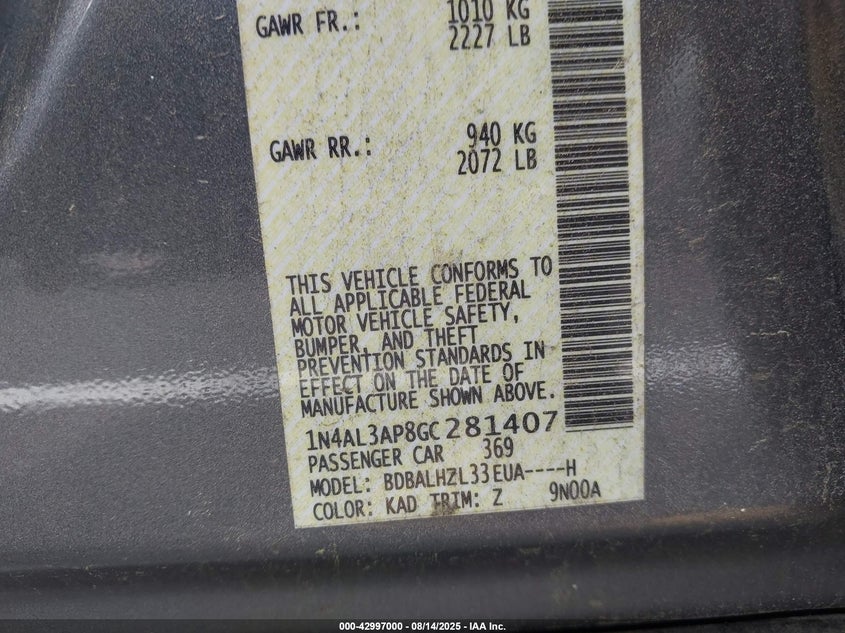 GAWR FR.: 1010 KG
2227 LB
GAWR RR.: 940 KG
2072 LB
THIS VEHICLE CONFORMS TO
ALL APPLICABLE FEDERAL
MOTOR VEHICLE SAFETY,
BUMPER, AND THEFT
PREVENTION STANDARDS IN
EFFECT ON THE DATE OF
MANUFACTURE SHOWN ABOVE.
1N4AL3AP8GC281407
PASSENGER CAR 369
MODEL: BDBALHZL33EUA----H
COLOR: KAD TRIM: Z 9N00A
000-42997000 - 08/14/2025 - IAA Inc.